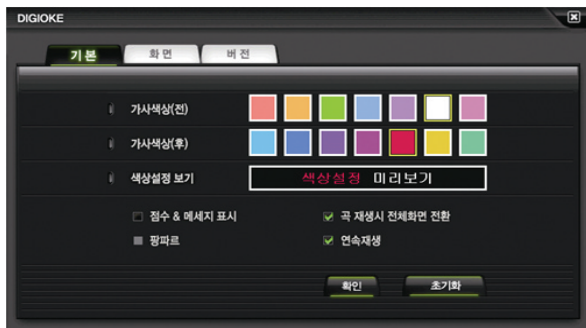 DIGIOKE
기본 화면 버전
가사색상(전)
가사색상(후)
색상설정 보기 색상설정 미리보기
점수 & 메세지 표시 곡 재생시 전체화면 전환
팡파르 연속재생
확인 초기화